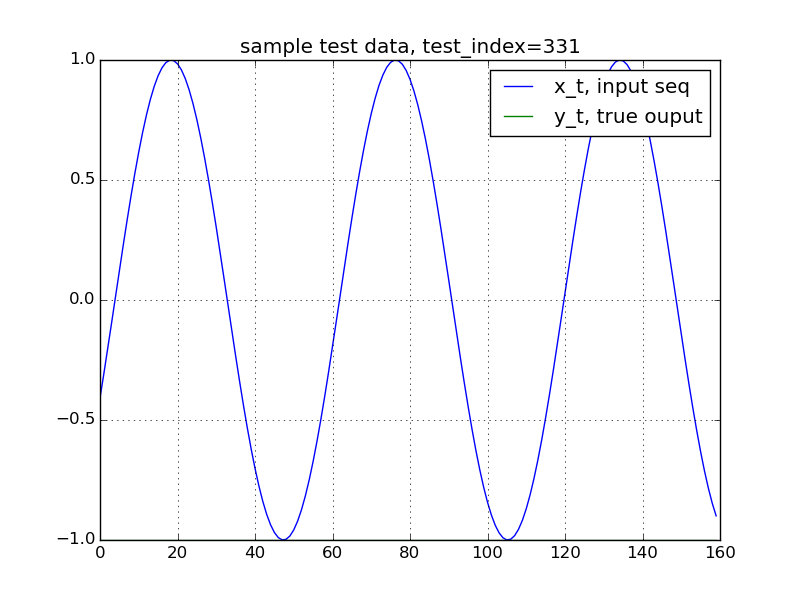 sample test data, test_index=331
x_t, input seq
y_t, true ouput
1.0
0.5
0.0
−0.5
−1.0
0 20 40 60 80 100 120 140 160